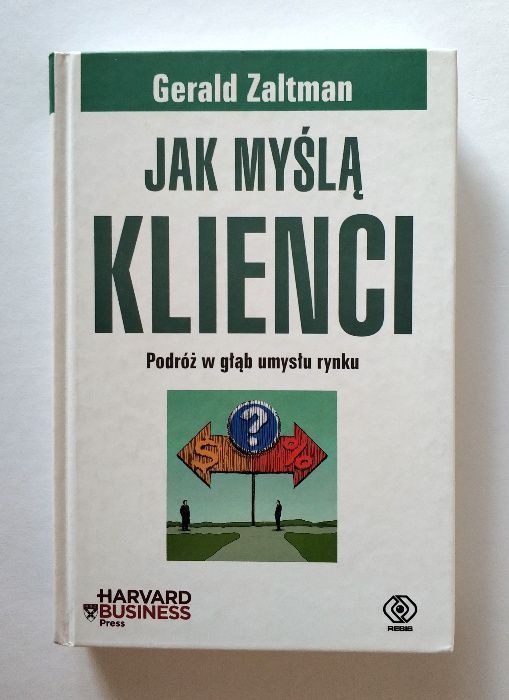 Gerald Zaltman
JAK MYŚLĄ
KLIENCI
Podróż w głąb umysłu rynku
$ ? %
HARVARD
BUSINESS
Press
REBIS